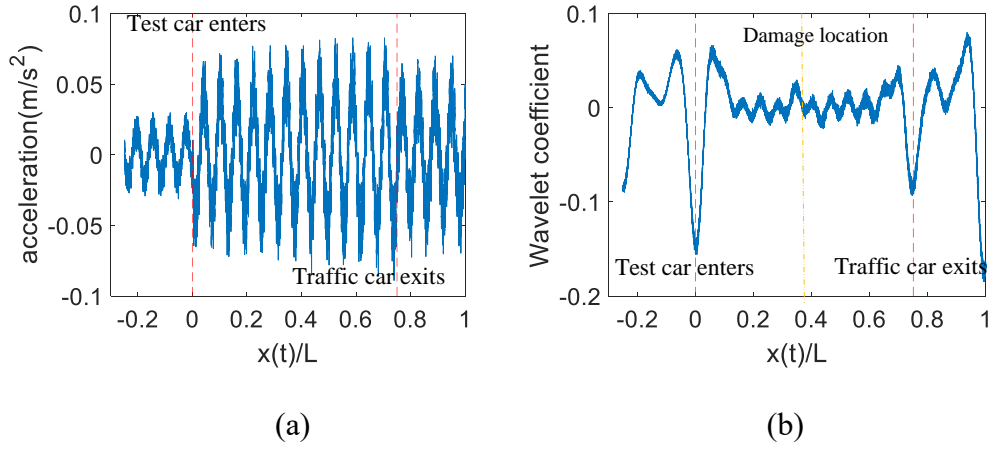 0.1
Test car enters
0.05
0
-0.05
Traffic car exits
-0.1
-0.2 0 0.2 0.4 0.6 0.8 1
x(t)/L
acceleration(m/s²)
(a)
0.1
Damage location
0
-0.1
Test car enters
Traffic car exits
-0.2
-0.2 0 0.2 0.4 0.6 0.8 1
x(t)/L
Wavelet coefficient
(b)